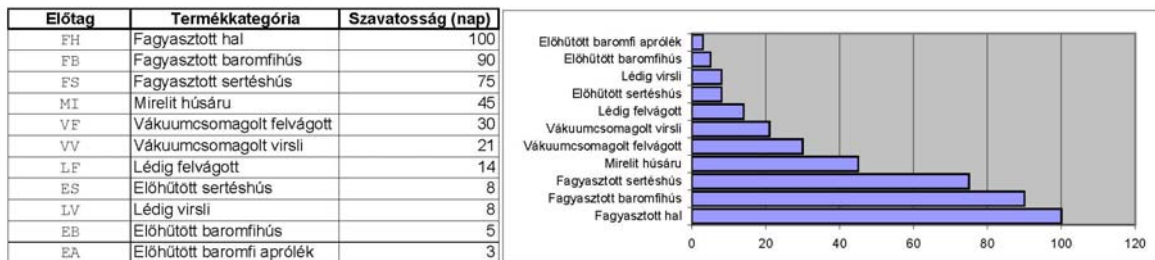 Előtag Termékkategória Szavatosság (nap)
FH Fagyasztott hal 100
FB Fagyasztott baromfihús 90
FS Fagyasztott sertéshús 75
MI Mirelit húsáru 45
VF Vákuumcsomagolt felvágott 30
VV Vákuumcsomagolt virsli 21
LF Lédig felvágott 14
ES Előhűtött sertéshús 8
LV Lédig virsli 8
EB Előhűtött baromfihús 5
EA Előhűtött baromfi aprólék 3
Előhűtött baromfi aprólék
Előhűtött baromfihús
Lédig virsli
Előhűtött sertéshús
Lédig felvágott
Vákuumcsomagolt virsli
Vákuumcsomagolt felvágott
Mirelit húsáru
Fagyasztott sertéshús
Fagyasztott baromfihús
Fagyasztott hal
0 20 40 60 80 100 120